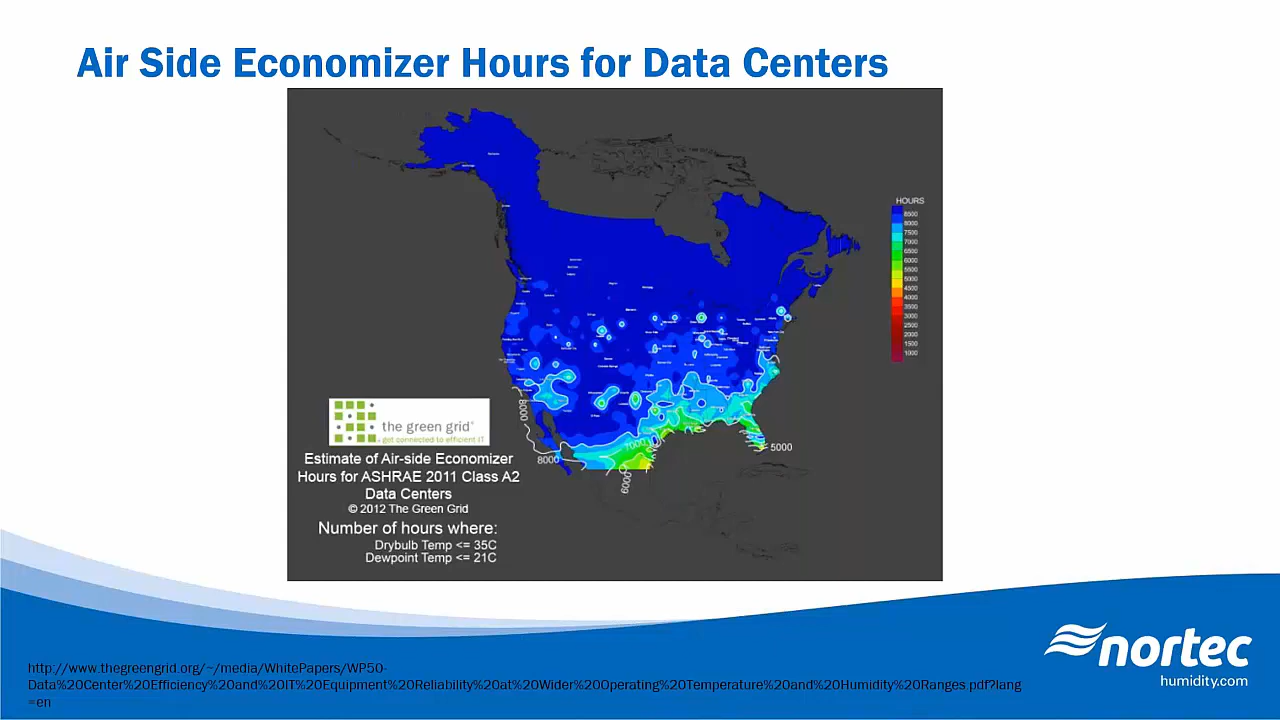 Air Side Economizer Hours for Data Centers
HOURS
8500
8000
7500
7000
6500
6000
5500
5000
4500
4000
3500
3000
2500
2000
1500
1000
8000
8000
7000
6000
5000
the green grid®
get connected to efficient IT
Estimate of Air-side Economizer
Hours for ASHRAE 2011 Class A2
Data Centers
© 2012 The Green Grid
Number of hours where:
Drybulb Temp <= 35C
Dewpoint Temp <= 21C
nortec
humidity.com
http://www.thegreengrid.org/~/media/WhitePapers/WP50-
Data%20Center%20Efficiency%20and%20IT%20Equipment%20Reliability%20at%20Wider%20Operating%20Temperature%20and%20Humidity%20Ranges.pdf?lang
=en